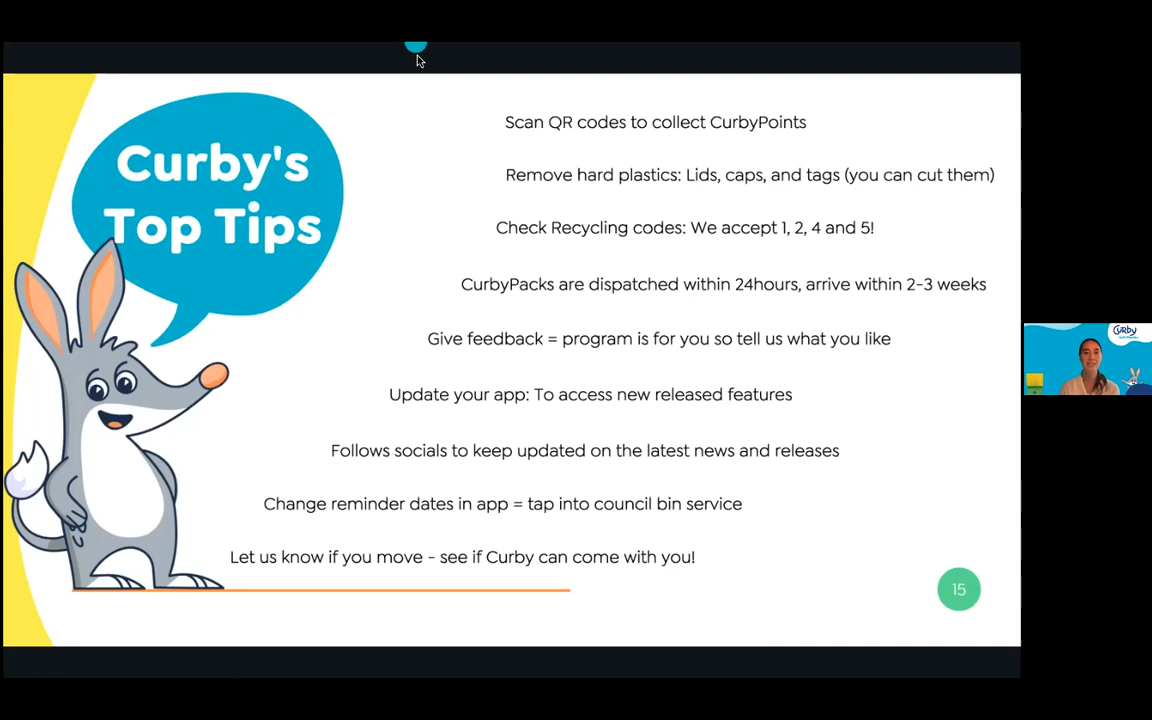 Curby's
Top Tips
Scan QR codes to collect CurbyPoints
Remove hard plastics: Lids, caps, and tags (you can cut them)
Check Recycling codes: We accept 1, 2, 4 and 5!
CurbyPacks are dispatched within 24hours, arrive within 2-3 weeks
Give feedback = program is for you so tell us what you like
Update your app: To access new released features
Follows socials to keep updated on the latest news and releases
Change reminder dates in app = tap into council bin service
Let us know if you move - see if Curby can come with you!
15
CURBY